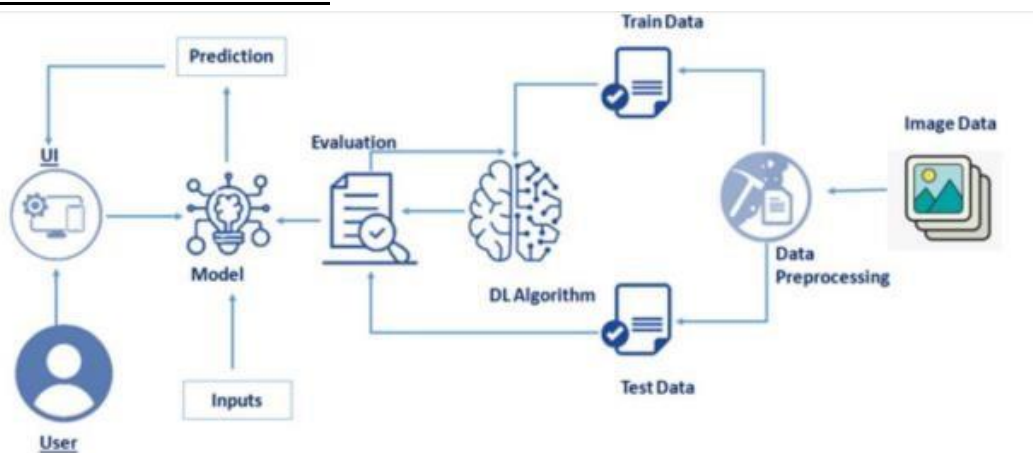 Train Data
Prediction
Image Data
Evaluation
UI
Data
Preprocessing
Model
DL Algorithm
Inputs
Test Data
User